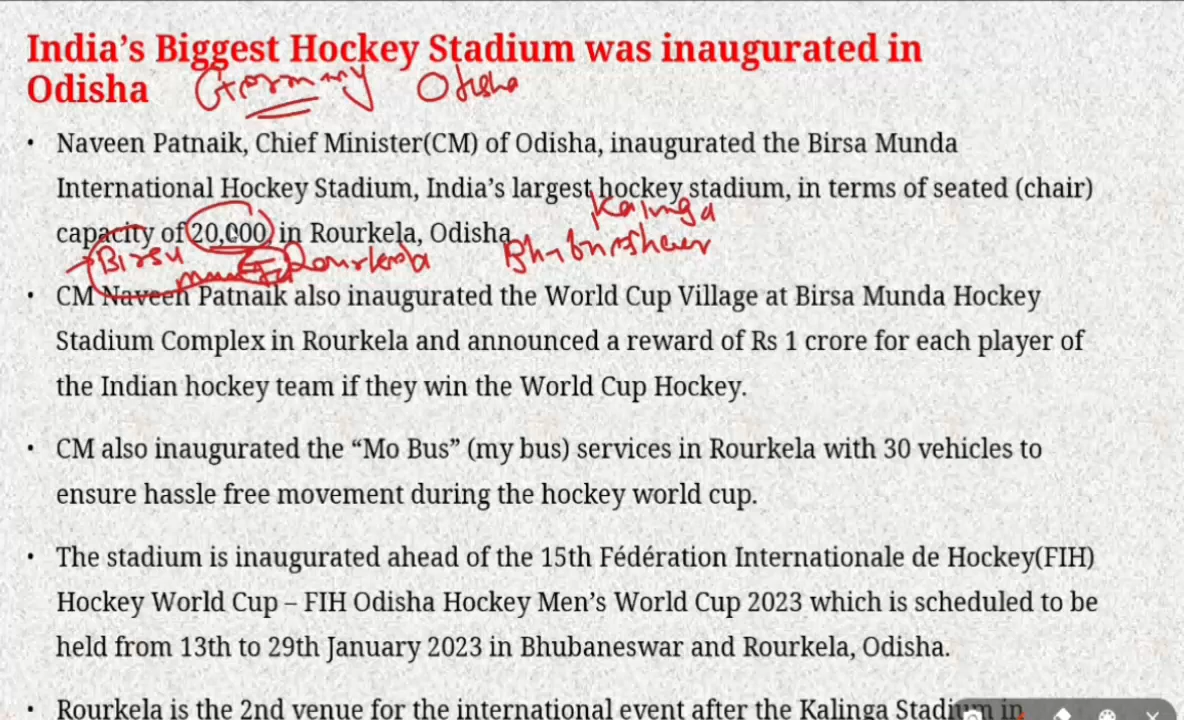 India’s Biggest Hockey Stadium was inaugurated in
Odisha Germany Odisha
• Naveen Patnaik, Chief Minister(CM) of Odisha, inaugurated the Birsa Munda
International Hockey Stadium, India’s largest hockey stadium, in terms of seated (chair)
Kalinga
capacity of 20,000, in Rourkela, Odisha
Birsa Rourkela
• CM Naveen Patnaik also inaugurated the World Cup Village at Birsa Munda Hockey
Stadium Complex in Rourkela and announced a reward of Rs 1 crore for each player of
the Indian hockey team if they win the World Cup Hockey.
• CM also inaugurated the “Mo Bus” (my bus) services in Rourkela with 30 vehicles to
ensure hassle free movement during the hockey world cup.
• The stadium is inaugurated ahead of the 15th Fédération Internationale de Hockey(FIH)
Hockey World Cup – FIH Odisha Hockey Men’s World Cup 2023 which is scheduled to be
held from 13th to 29th January 2023 in Bhubaneswar and Rourkela, Odisha.
• Rourkela is the 2nd venue for the international event after the Kalinga Stadium in